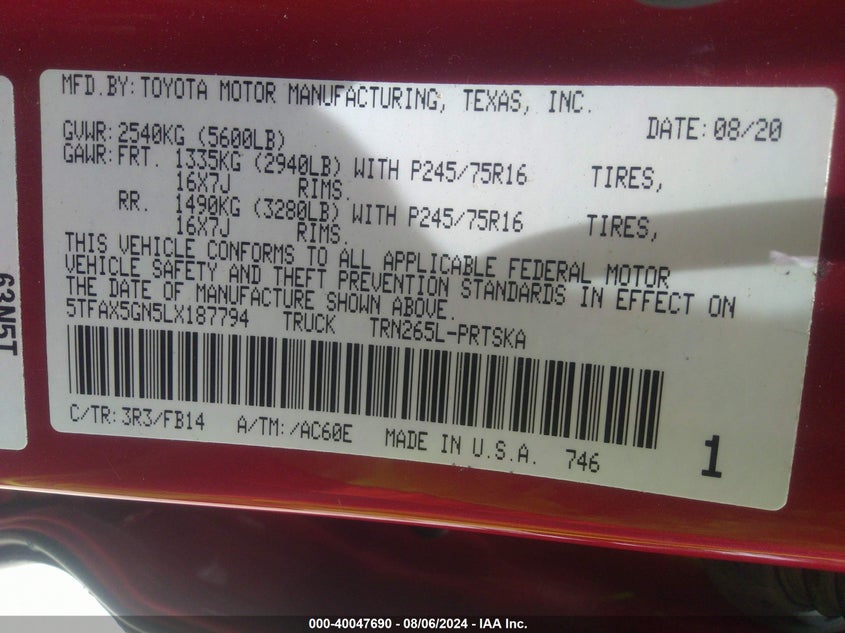 MFD.BY: TOYOTA MOTOR MANUFACTURING, TEXAS, INC.
DATE: 08/20
GVWR: 2540KG (5600LB)
GAWR: FRT. 1335KG (2940LB) WITH P245/75R16 TIRES,
16X7J RIMS.
RR. 1490KG (3280LB) WITH P245/75R16 TIRES,
16X7J RIMS.
THIS VEHICLE CONFORMS TO ALL APPLICABLE FEDERAL MOTOR
VEHICLE SAFETY AND THEFT PREVENTION STANDARDS IN EFFECT ON
THE DATE OF MANUFACTURE SHOWN ABOVE.
5TFAX5GN5LX187794 TRUCK TRN265L-PRTSKA
C/TR: 3R3/FB14 A/TM: /AC60E MADE IN U.S.A. 746 1
63N5T
000-40047690 - 08/06/2024 - IAA Inc.